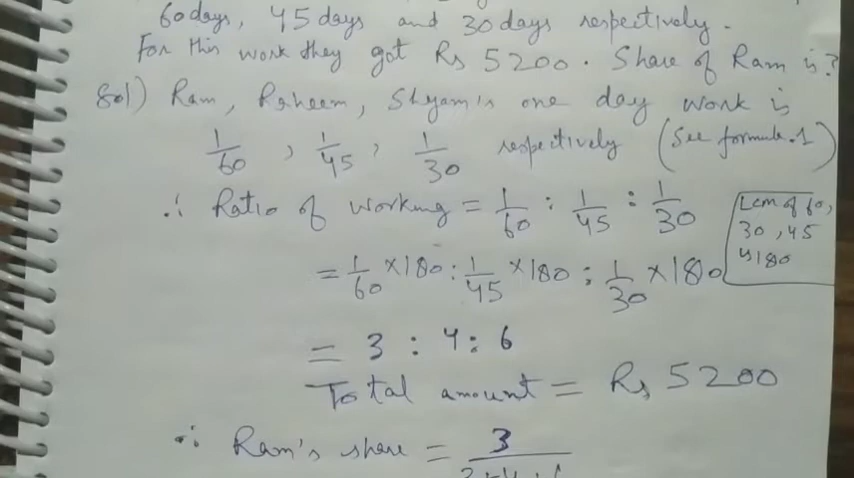 60days, 45 days and 30 days respectively.
For this work they got Rs 5200. Share of Ram is?
Sol) Ram, Raheem, Shyam's one day work is
1/60, 1/45, 1/30 respectively (See formula.1)
∴ Ratio of working = 1/60 : 1/45 : 1/30
Lcm of 60,
30, 45
is 180
= 1/60 ×180 : 1/45 ×180 : 1/30 ×180
= 3 : 4 : 6
Total amount = Rs 5200
∴ Ram's share = 3